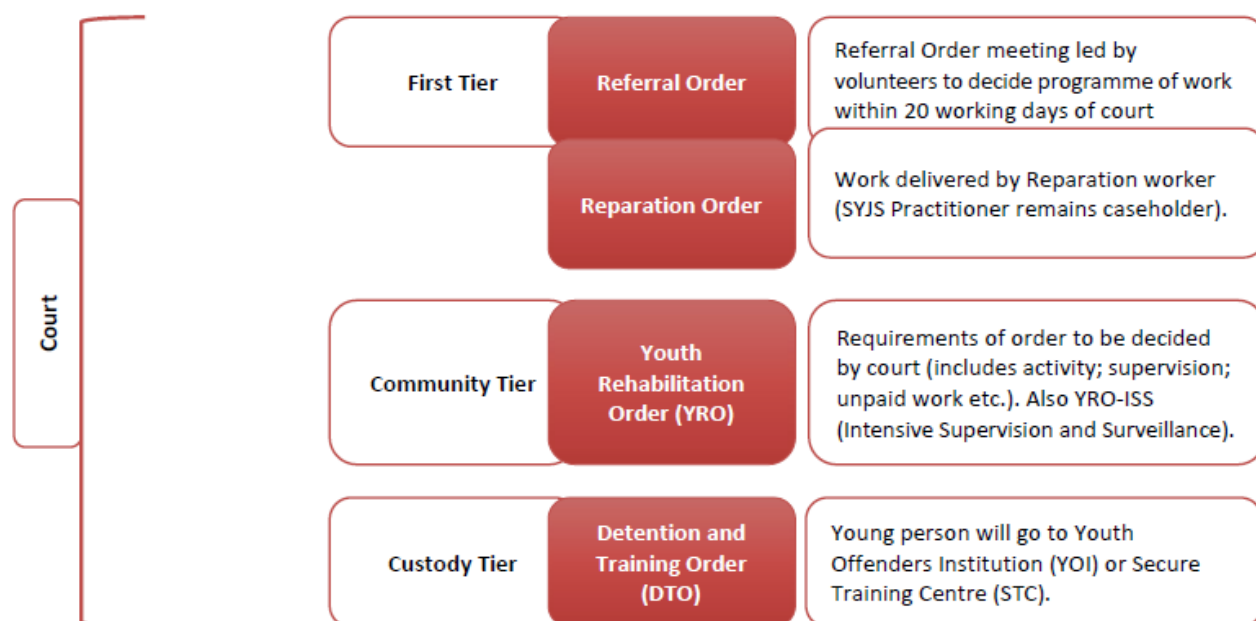 Court
First Tier
Referral Order
Referral Order meeting led by
volunteers to decide programme of work
within 20 working days of court
Reparation Order
Work delivered by Reparation worker
(SYJS Practitioner remains caseholder).
Community Tier
Youth
Rehabilitation
Order (YRO)
Requirements of order to be decided
by court (includes activity; supervision;
unpaid work etc.). Also YRO-ISS
(Intensive Supervision and Surveillance).
Custody Tier
Detention and
Training Order
(DTO)
Young person will go to Youth
Offenders Institution (YOI) or Secure
Training Centre (STC).